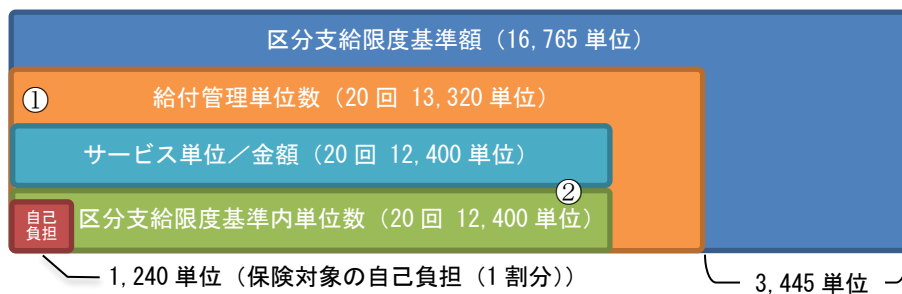 区分支給限度基準額（16,765 単位）
① 給付管理単位数（20 回 13,320 単位）
サービス単位／金額（20 回 12,400 単位）
②
自己
負担
区分支給限度基準内単位数（20 回 12,400 単位）
1,240 単位（保険対象の自己負担（1 割分））
3,445 単位